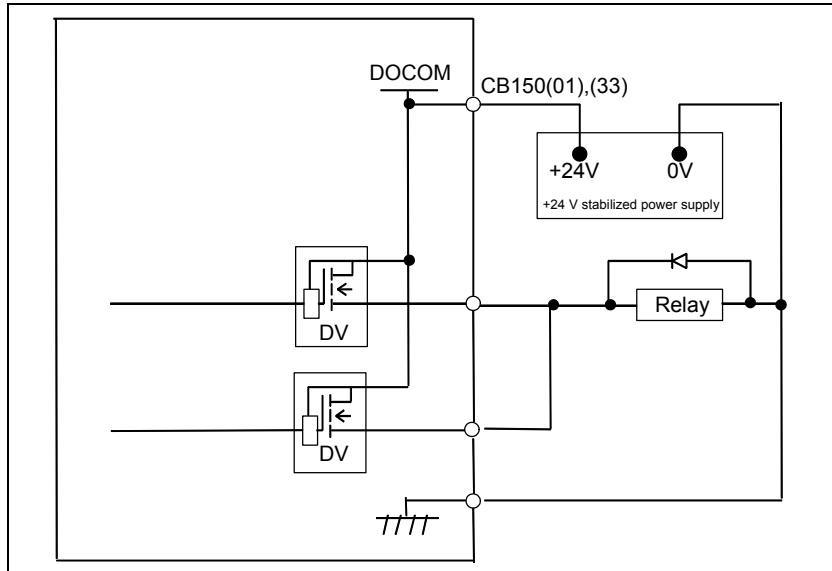 DOCOM
CB150(01),(33)
+24V
0V
+24 V stabilized power supply
Relay
DV
DV